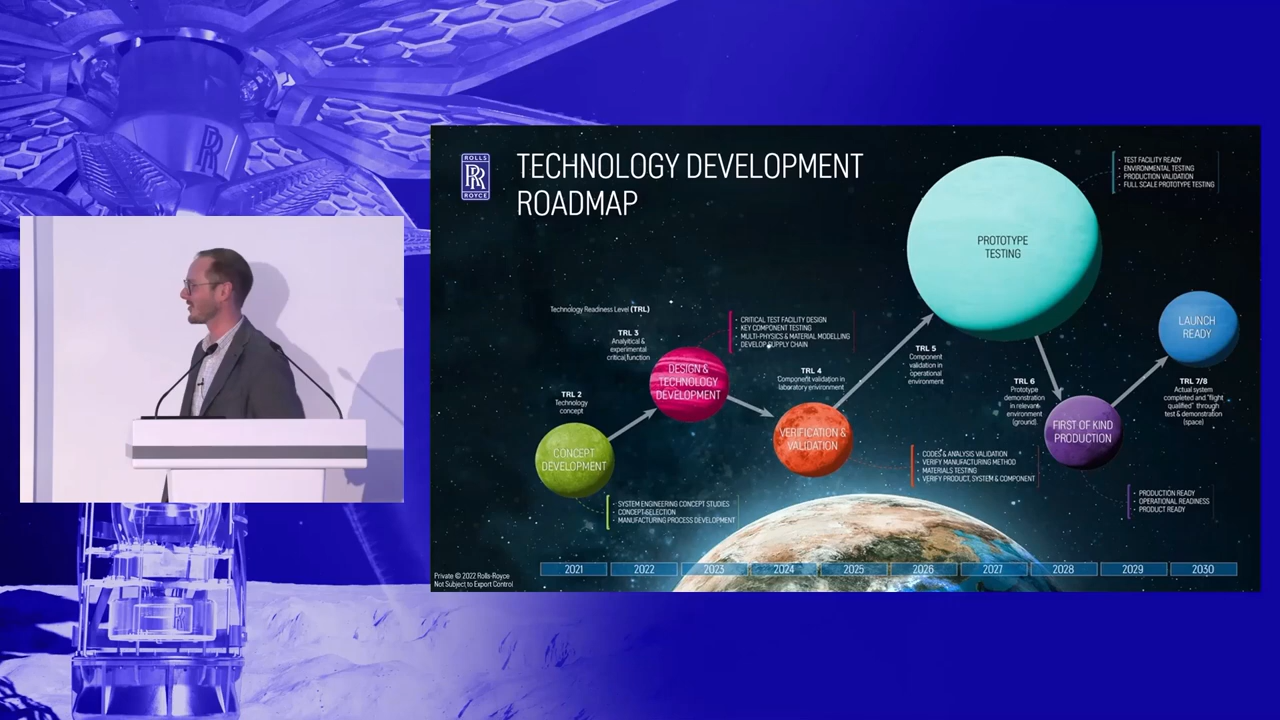 ROLLS
RR
ROYCE
TECHNOLOGY DEVELOPMENT
ROADMAP
TEST FACILITY READY
ENVIRONMENTAL TESTING
PRODUCTION VALIDATION
FULL SCALE PROTOTYPE TESTING
PROTOTYPE
TESTING
Technology Readiness Level (TRL)
TRL 3
Analytical &
experimental
critical function
CRITICAL TEST FACILITY DESIGN
KEY COMPONENT TESTING
MULTI-PHYSICS & MATERIAL MODELLING
DEVELOP SUPPLY CHAIN
LAUNCH
READY
DESIGN &
TECHNOLOGY
DEVELOPMENT
TRL 4
Component validation in
laboratory environment
TRL 5
Component
validation in
operational
environment
TRL 6
Prototype
demonstration
in relevant
environment
(ground).
TRL 7/8
Actual system
completed and "flight
qualified" through
test & demonstration
(space)
TRL 2
Technology
concept
CONCEPT
DEVELOPMENT
VERIFICATION &
VALIDATION
FIRST OF KIND
PRODUCTION
CODES & ANALYSIS VALIDATION
VERIFY MANUFACTURING METHOD
MATERIALS TESTING
VERIFY PRODUCT, SYSTEM & COMPONENT
SYSTEM ENGINEERING CONCEPT STUDIES
CONCEPT SELECTION
MANUFACTURING PROCESS DEVELOPMENT
PRODUCTION READY
OPERATIONAL READINESS
PRODUCT READY
2021 2022 2023 2024 2025 2026 2027 2028 2029 2030
Private © 2022 Rolls-Royce
Not Subject to Export Control
RR